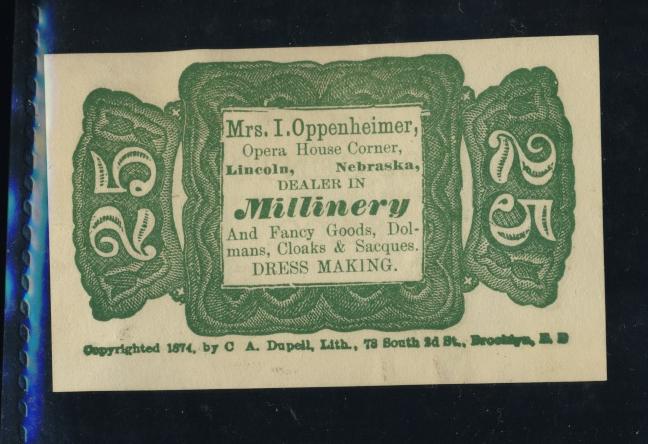 25
Mrs. I. Oppenheimer,
Opera House Corner,
Lincoln, Nebraska,
DEALER IN
Millinery
And Fancy Goods, Dol-
mans, Cloaks & Sacques.
DRESS MAKING.
25
Copyrighted 1874, by C A. Dupell, Lith., 78 South 2d St., Brooklyn, E D